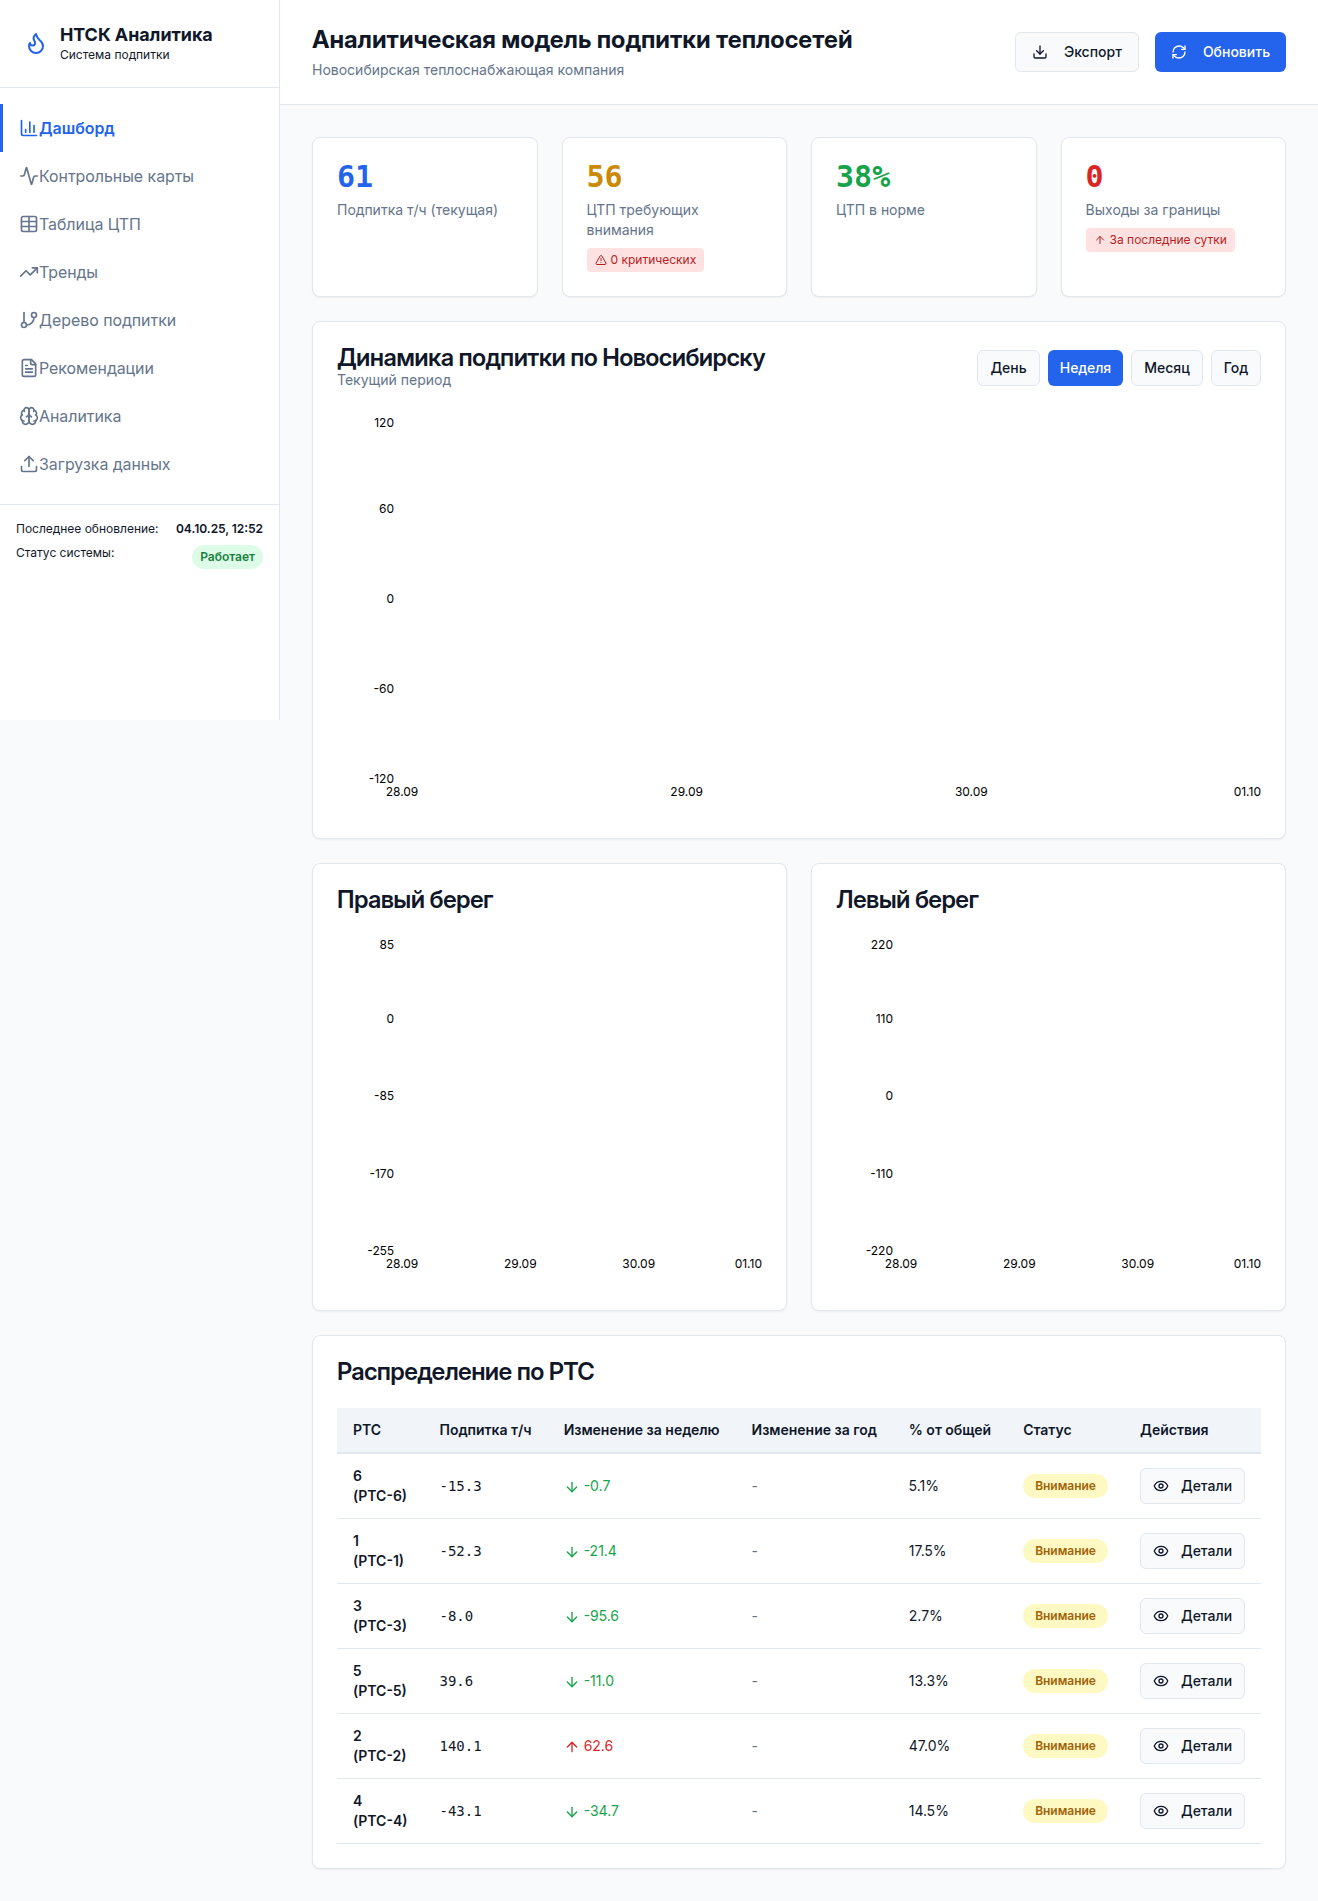 НТСК Аналитика
Система подпитки
Дашборд
Контрольные карты
Таблица ЦТП
Тренды
Дерево подпитки
Рекомендации
Аналитика
Загрузка данных
Последнее обновление: 04.10.25, 12:52
Статус системы: Работает
Аналитическая модель подпитки теплосетей
Новосибирская теплоснабжающая компания
Экспорт Обновить
61
Подпитка т/ч (текущая)
56
ЦТП требующих
внимания
0 критических
38%
ЦТП в норме
0
Выходы за границы
За последние сутки
Динамика подпитки по Новосибирску
Текущий период
День Неделя Месяц Год
120
60
0
-60
-120
28.09 29.09 30.09 01.10
Правый берег
85
0
-85
-170
-255
28.09 29.09 30.09 01.10
Левый берег
220
110
0
-110
-220
28.09 29.09 30.09 01.10
Распределение по РТС
РТС Подпитка т/ч Изменение за неделю Изменение за год % от общей Статус Действия
6
(РТС-6) -15.3 -0.7 - 5.1% Внимание Детали
1
(РТС-1) -52.3 -21.4 - 17.5% Внимание Детали
3
(РТС-3) -8.0 -95.6 - 2.7% Внимание Детали
5
(РТС-5) 39.6 -11.0 - 13.3% Внимание Детали
2
(РТС-2) 140.1 62.6 - 47.0% Внимание Детали
4
(РТС-4) -43.1 -34.7 - 14.5% Внимание Детали